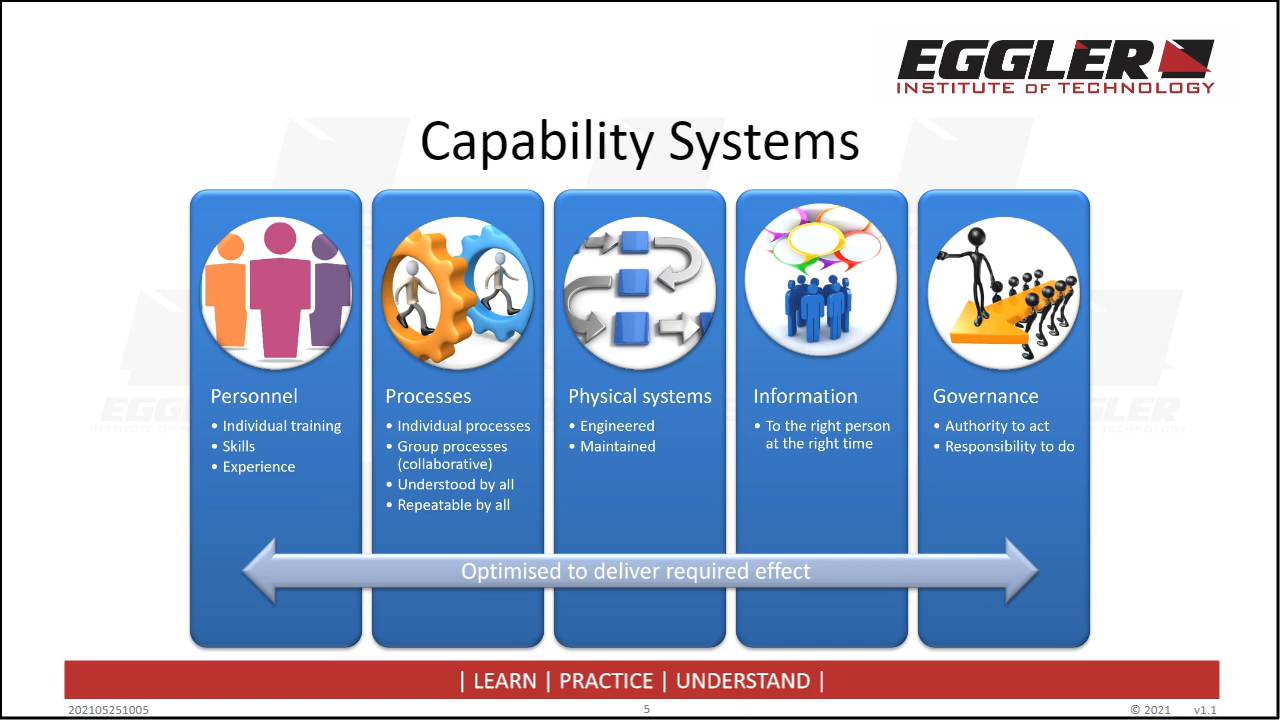 EGGLER
INSTITUTE OF TECHNOLOGY
Capability Systems
Personnel
• Individual training
• Skills
• Experience
Processes
• Individual processes
• Group processes
(collaborative)
• Understood by all
• Repeatable by all
Physical systems
• Engineered
• Maintained
Information
• To the right person
at the right time
Governance
• Authority to act
• Responsibility to do
Optimised to deliver required effect
| LEARN | PRACTICE | UNDERSTAND |
202105251005
5
© 2021 v1.1